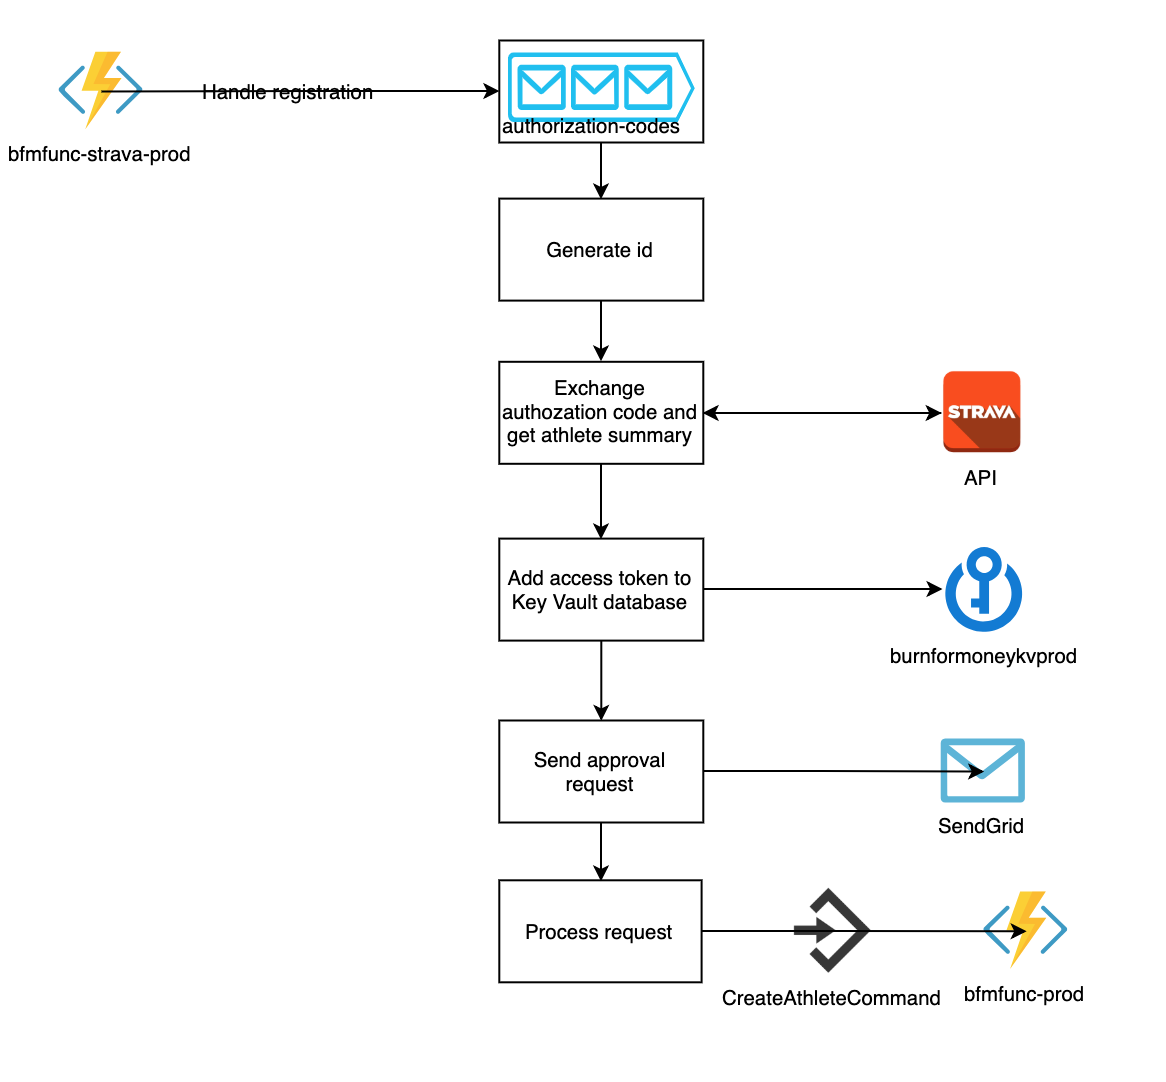 Handle registration
authorization-codes
bfmfunc-strava-prod
Generate id
Exchange
authozation code and
get athlete summary
STRAVA
API
Add access token to
Key Vault database
burnformoneykvprod
Send approval
request
SendGrid
Process request
CreateAthleteCommand
bfmfunc-prod